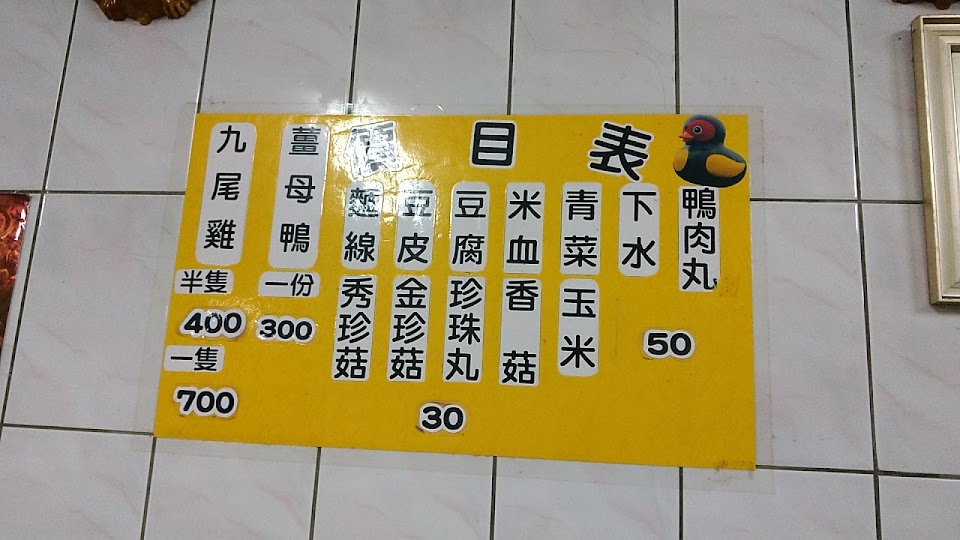 價目表
鴨肉丸
下水
50
青菜
玉米
米血
香菇
豆腐
珍珠丸
豆皮
金珍菇
麵線
秀珍菇
30
薑母鴨
一份
300
九尾雞
半隻
400
一隻
700